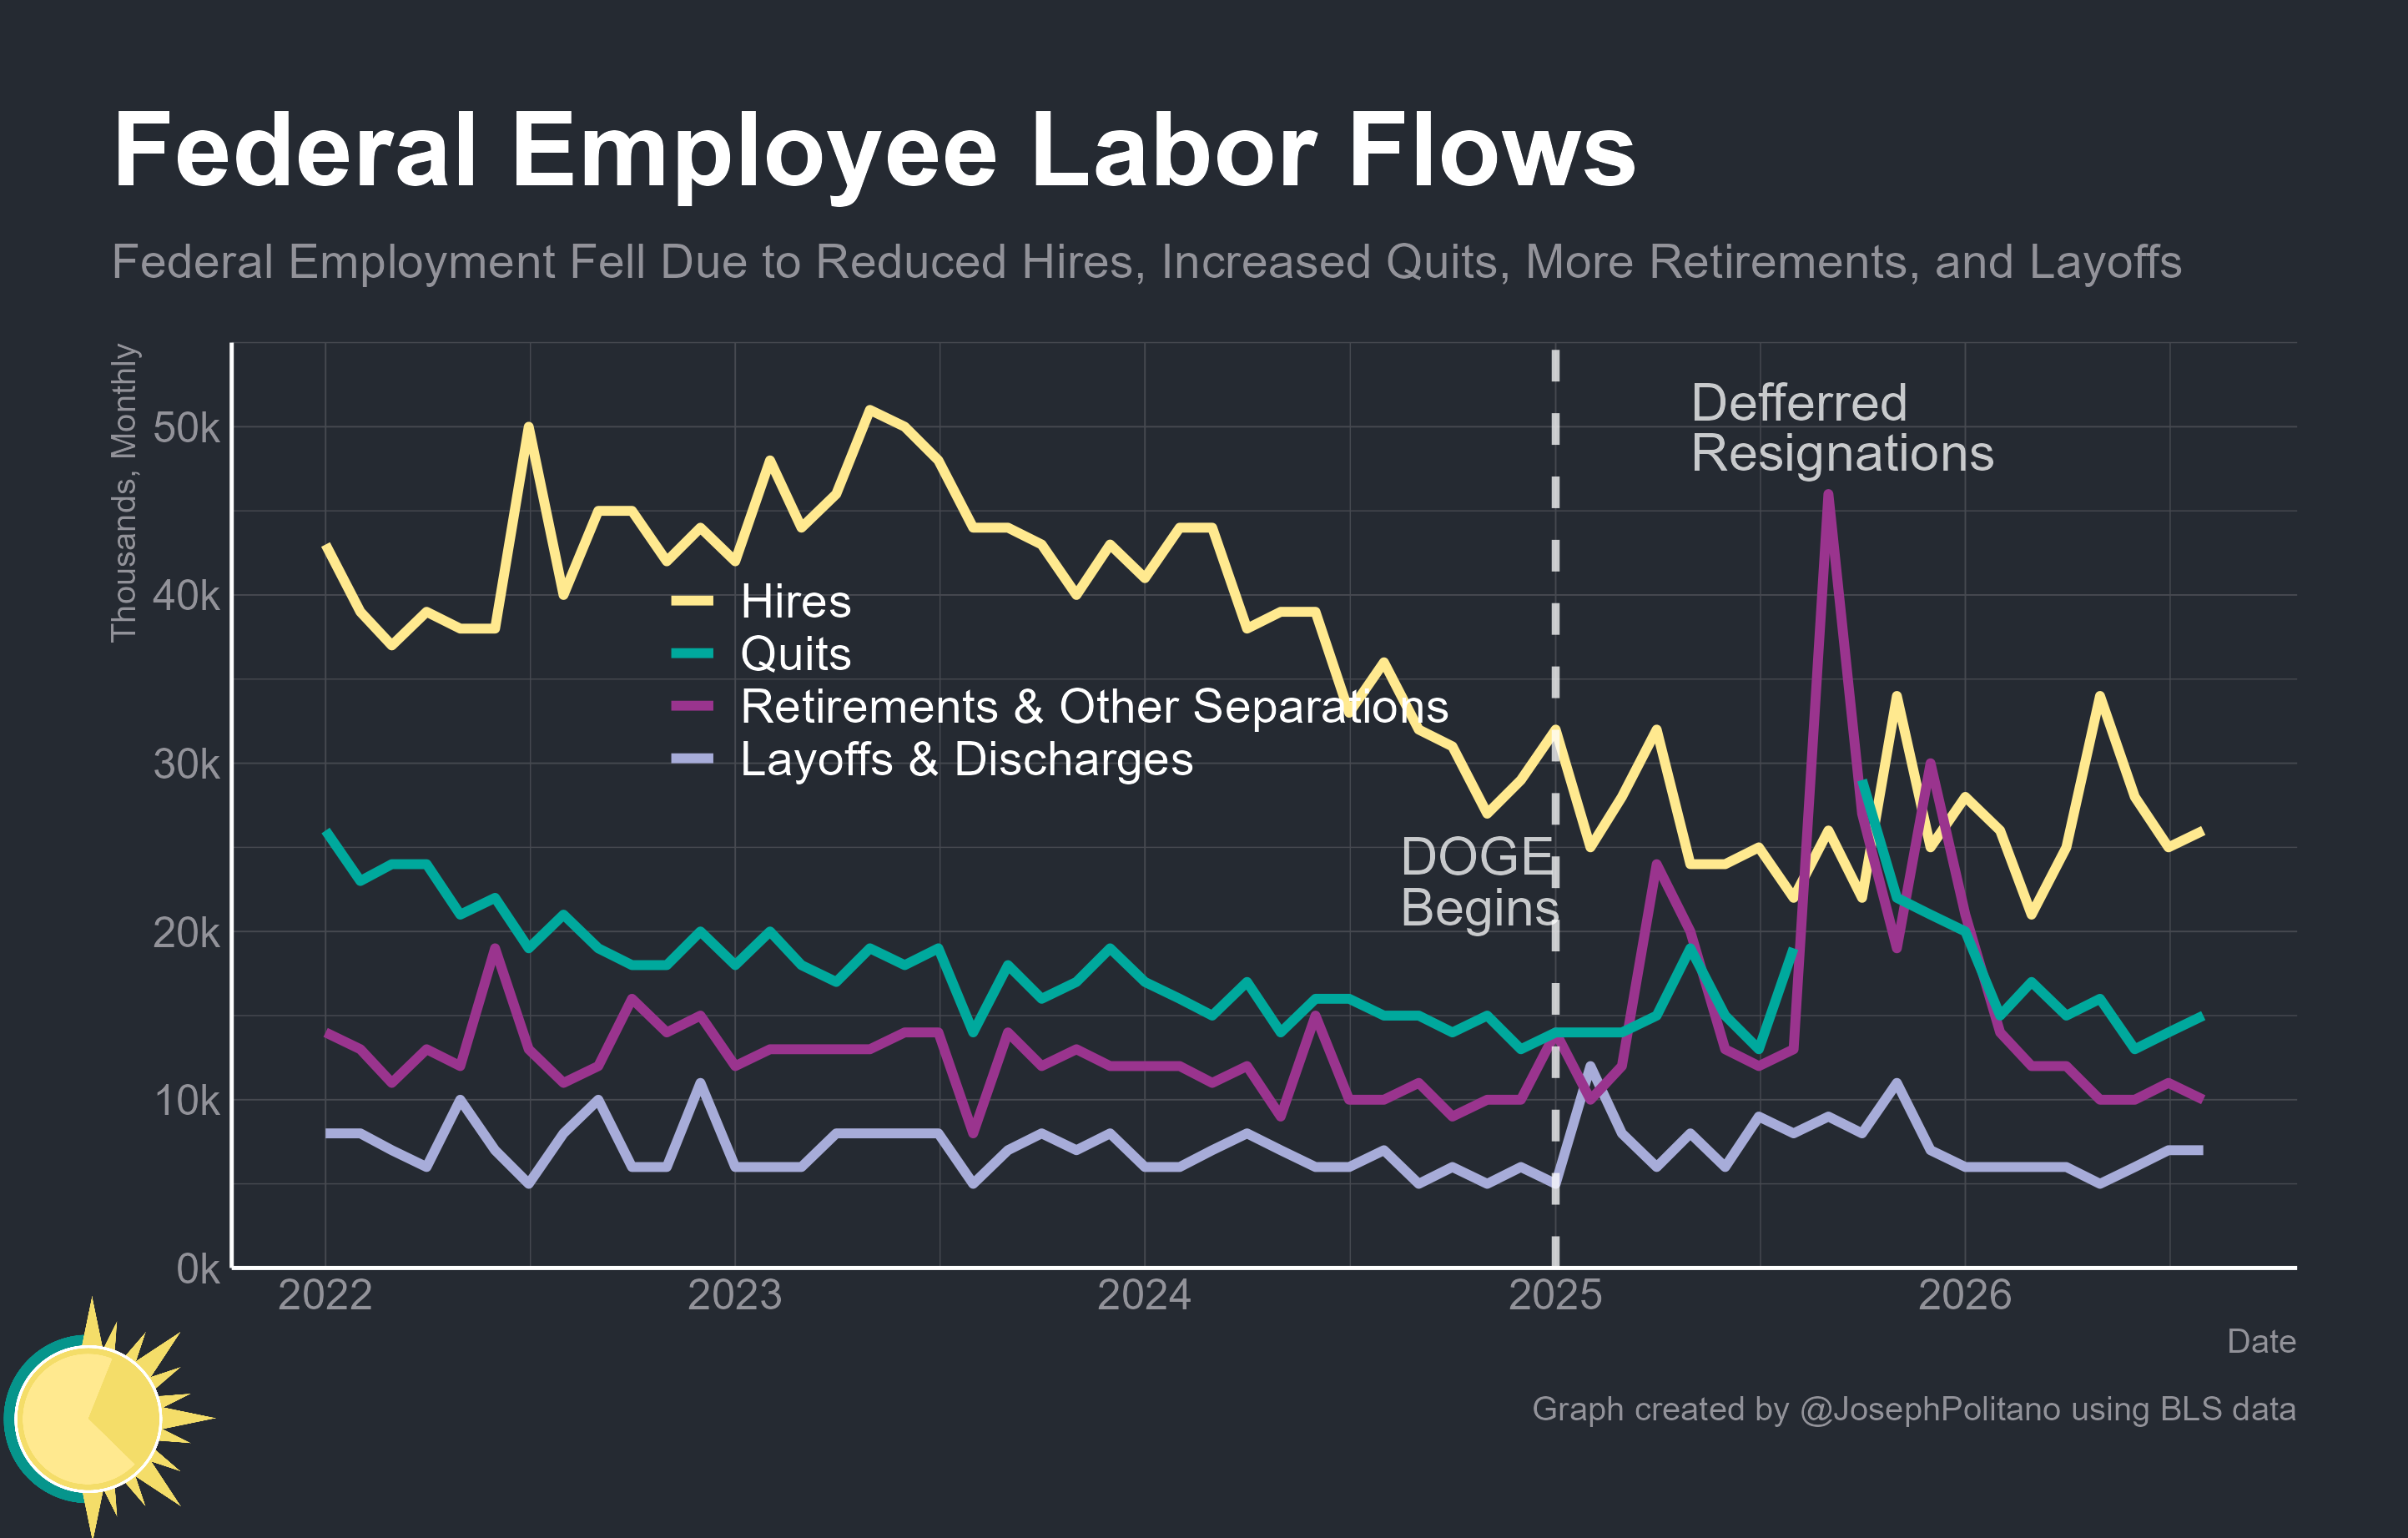 Federal Employee Labor Flows
Federal Employment Fell Due to Reduced Hires, Increased Quits, More Retirements, and Layoffs
Thousands, Monthly
50k
40k
30k
20k
10k
0k
Hires
Quits
Retirements & Other Separations
Layoffs & Discharges
Defferred
Resignations
DOGE
Begins
2022
2023
2024
2025
2026
Date
Graph created by @JosephPolitano using BLS data